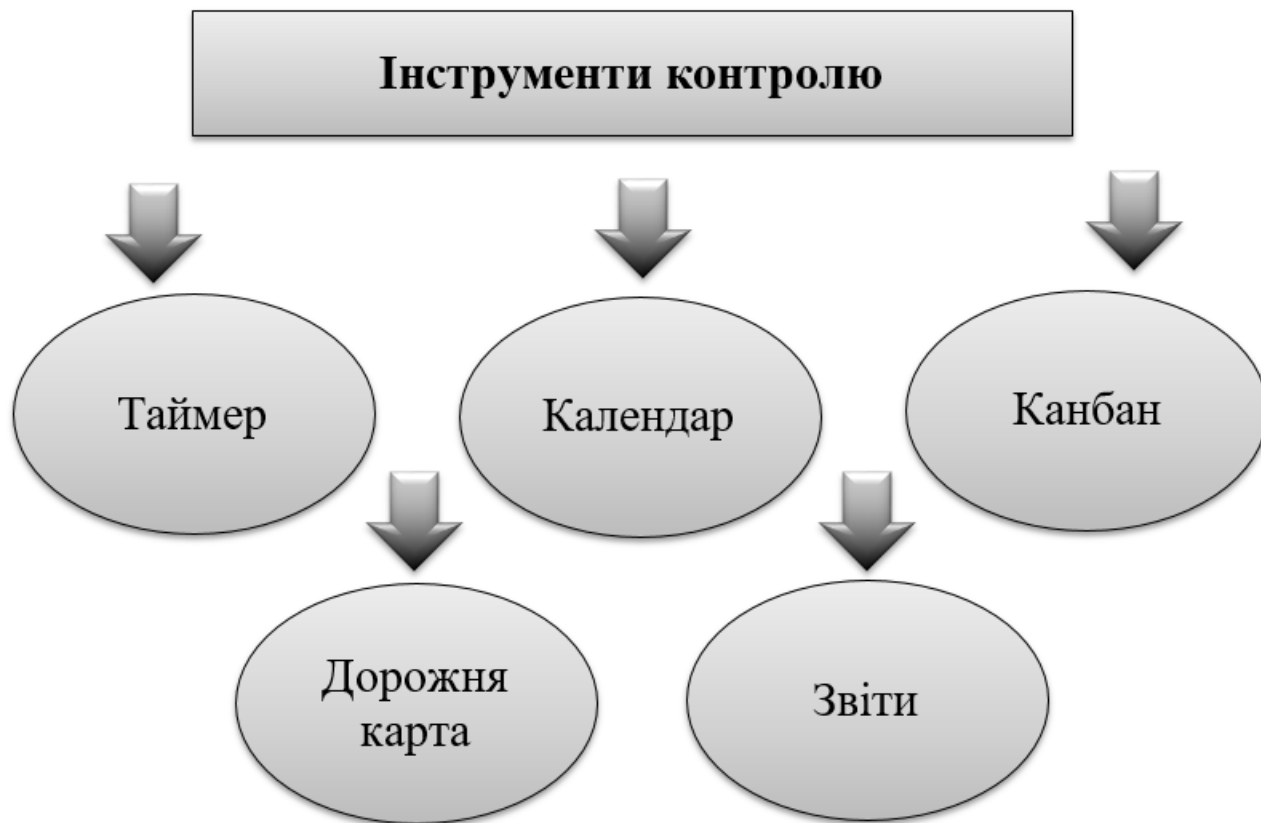 Інструменти контролю
Таймер
Календар
Канбан
Дорожня
карта
Звіти